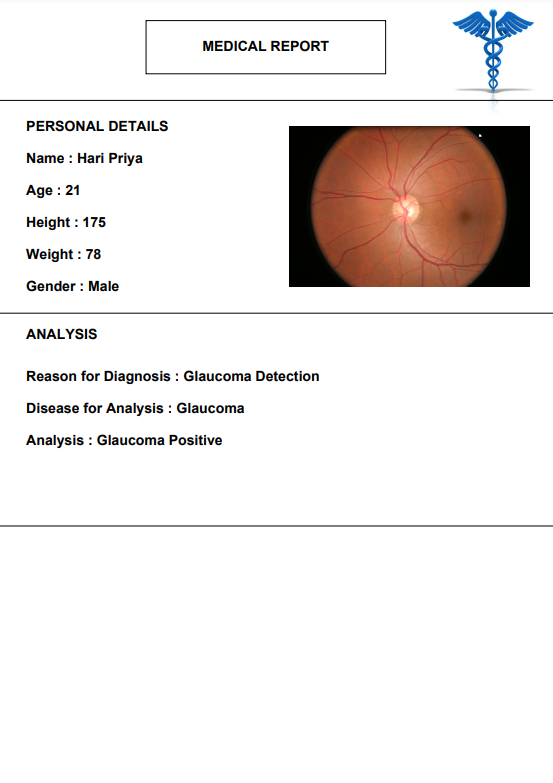 MEDICAL REPORT
PERSONAL DETAILS
Name : Hari Priya
Age : 21
Height : 175
Weight : 78
Gender : Male
ANALYSIS
Reason for Diagnosis : Glaucoma Detection
Disease for Analysis : Glaucoma
Analysis : Glaucoma Positive